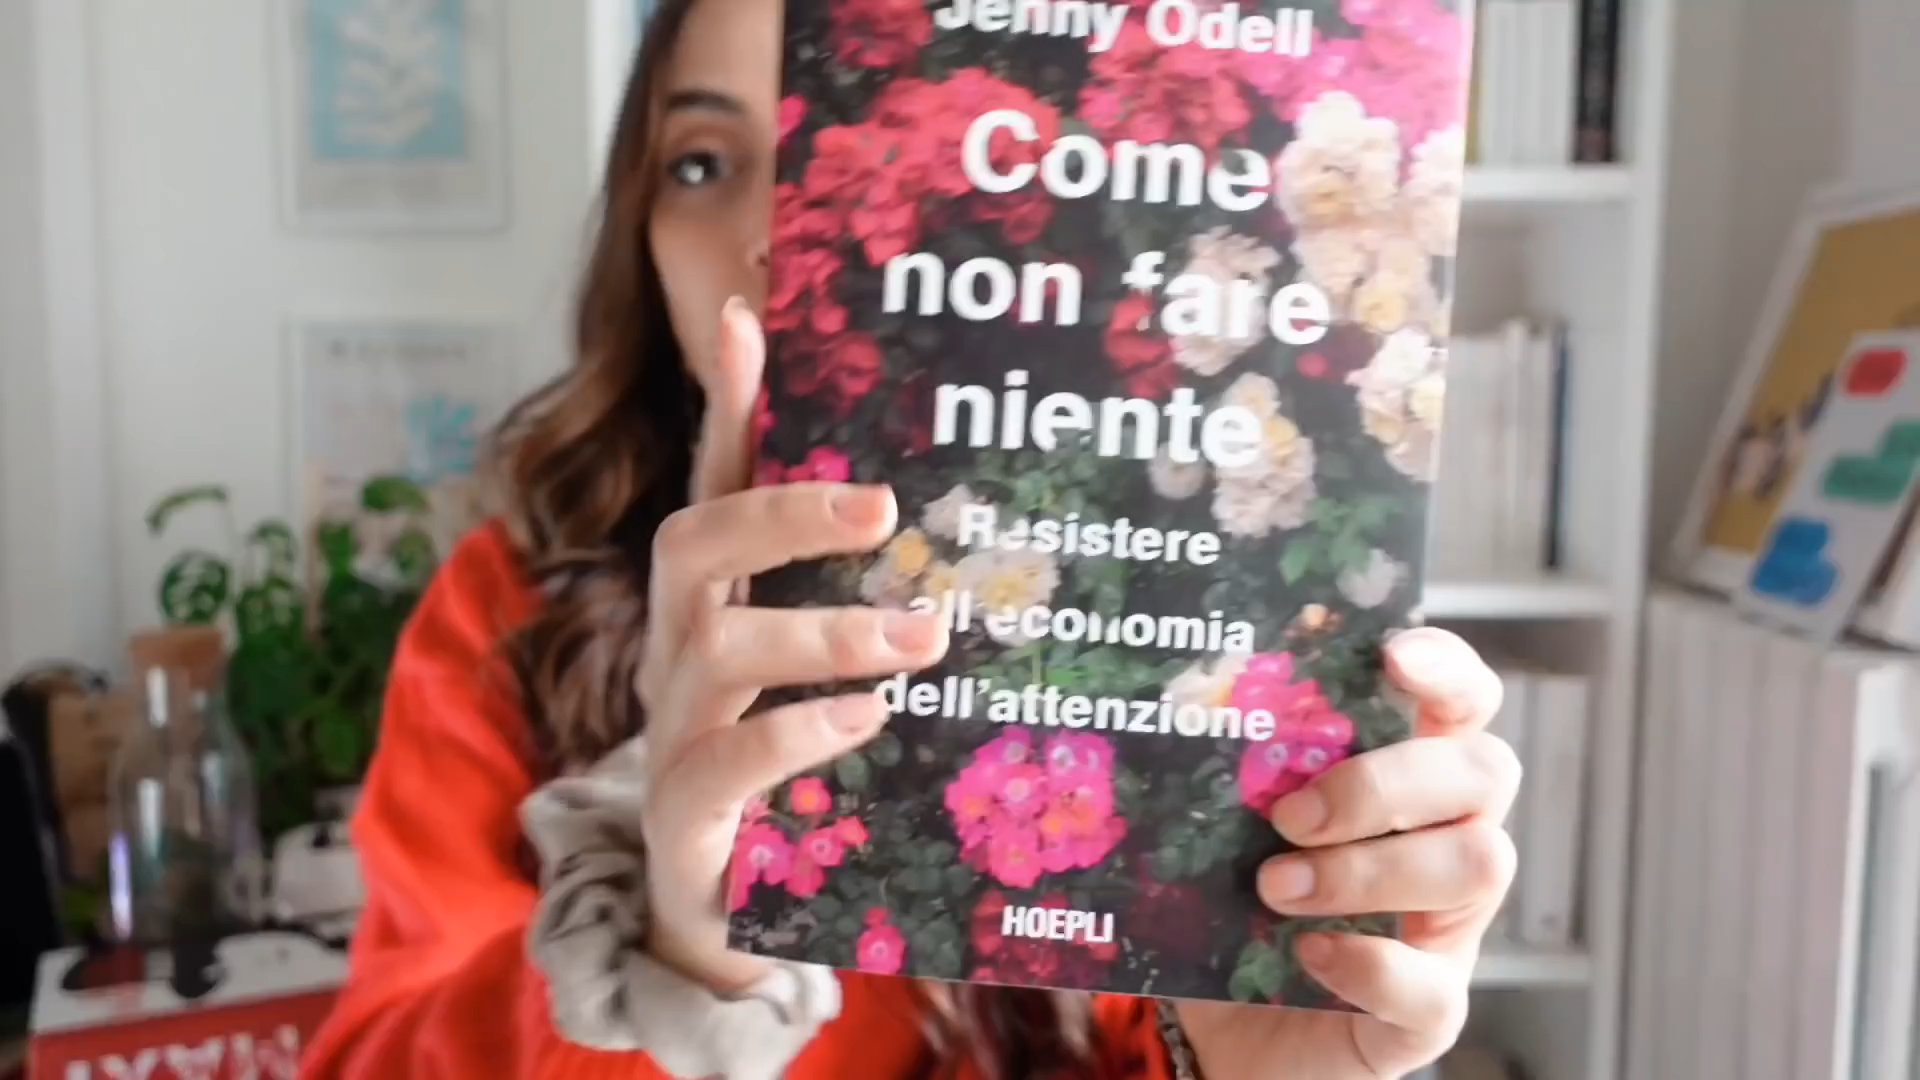 Jenny Odell
Come
non fare
niente
Resistere
all'economia
dell'attenzione
HOEPLI